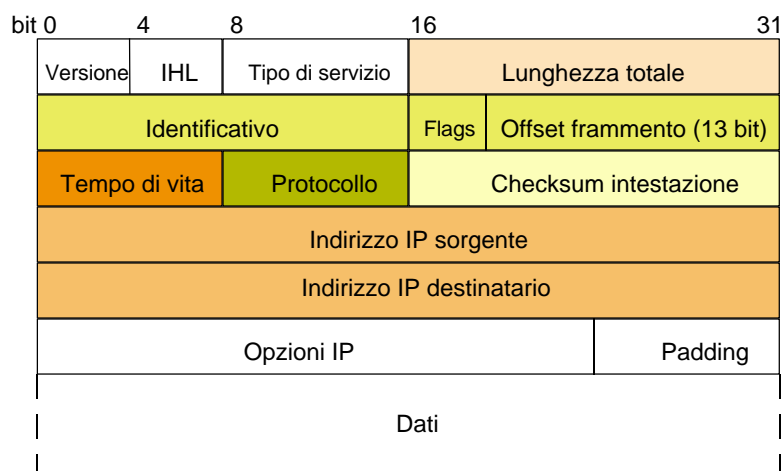 bit 0 4 8 16 31
Versione IHL Tipo di servizio Lunghezza totale
Identificativo Flags Offset frammento (13 bit)
Tempo di vita Protocollo Checksum intestazione
Indirizzo IP sorgente
Indirizzo IP destinatario
Opzioni IP Padding
Dati